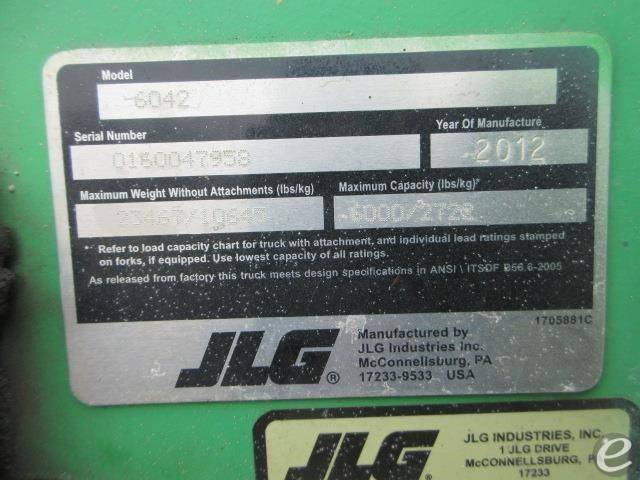 Model
6042
Serial Number
0160047958
Year Of Manufacture
2012
Maximum Weight Without Attachments (lbs/kg)
Maximum Capacity (lbs/kg)*
6000/2722
* Refer to load capacity chart for truck with attachment, and individual lead ratings stamped
on forks, if equipped. Use lowest capacity of all ratings.
As released from factory this truck meets design specifications in ANSI \ ITSDF B56.6-2005
1705881C
JLG®
Manufactured by
JLG Industries Inc.
McConnellsburg, PA
17233-9533 USA
JLG®
JLG INDUSTRIES, INC.
1 JLG DRIVE
McCONNELLSBURG,
17233
e